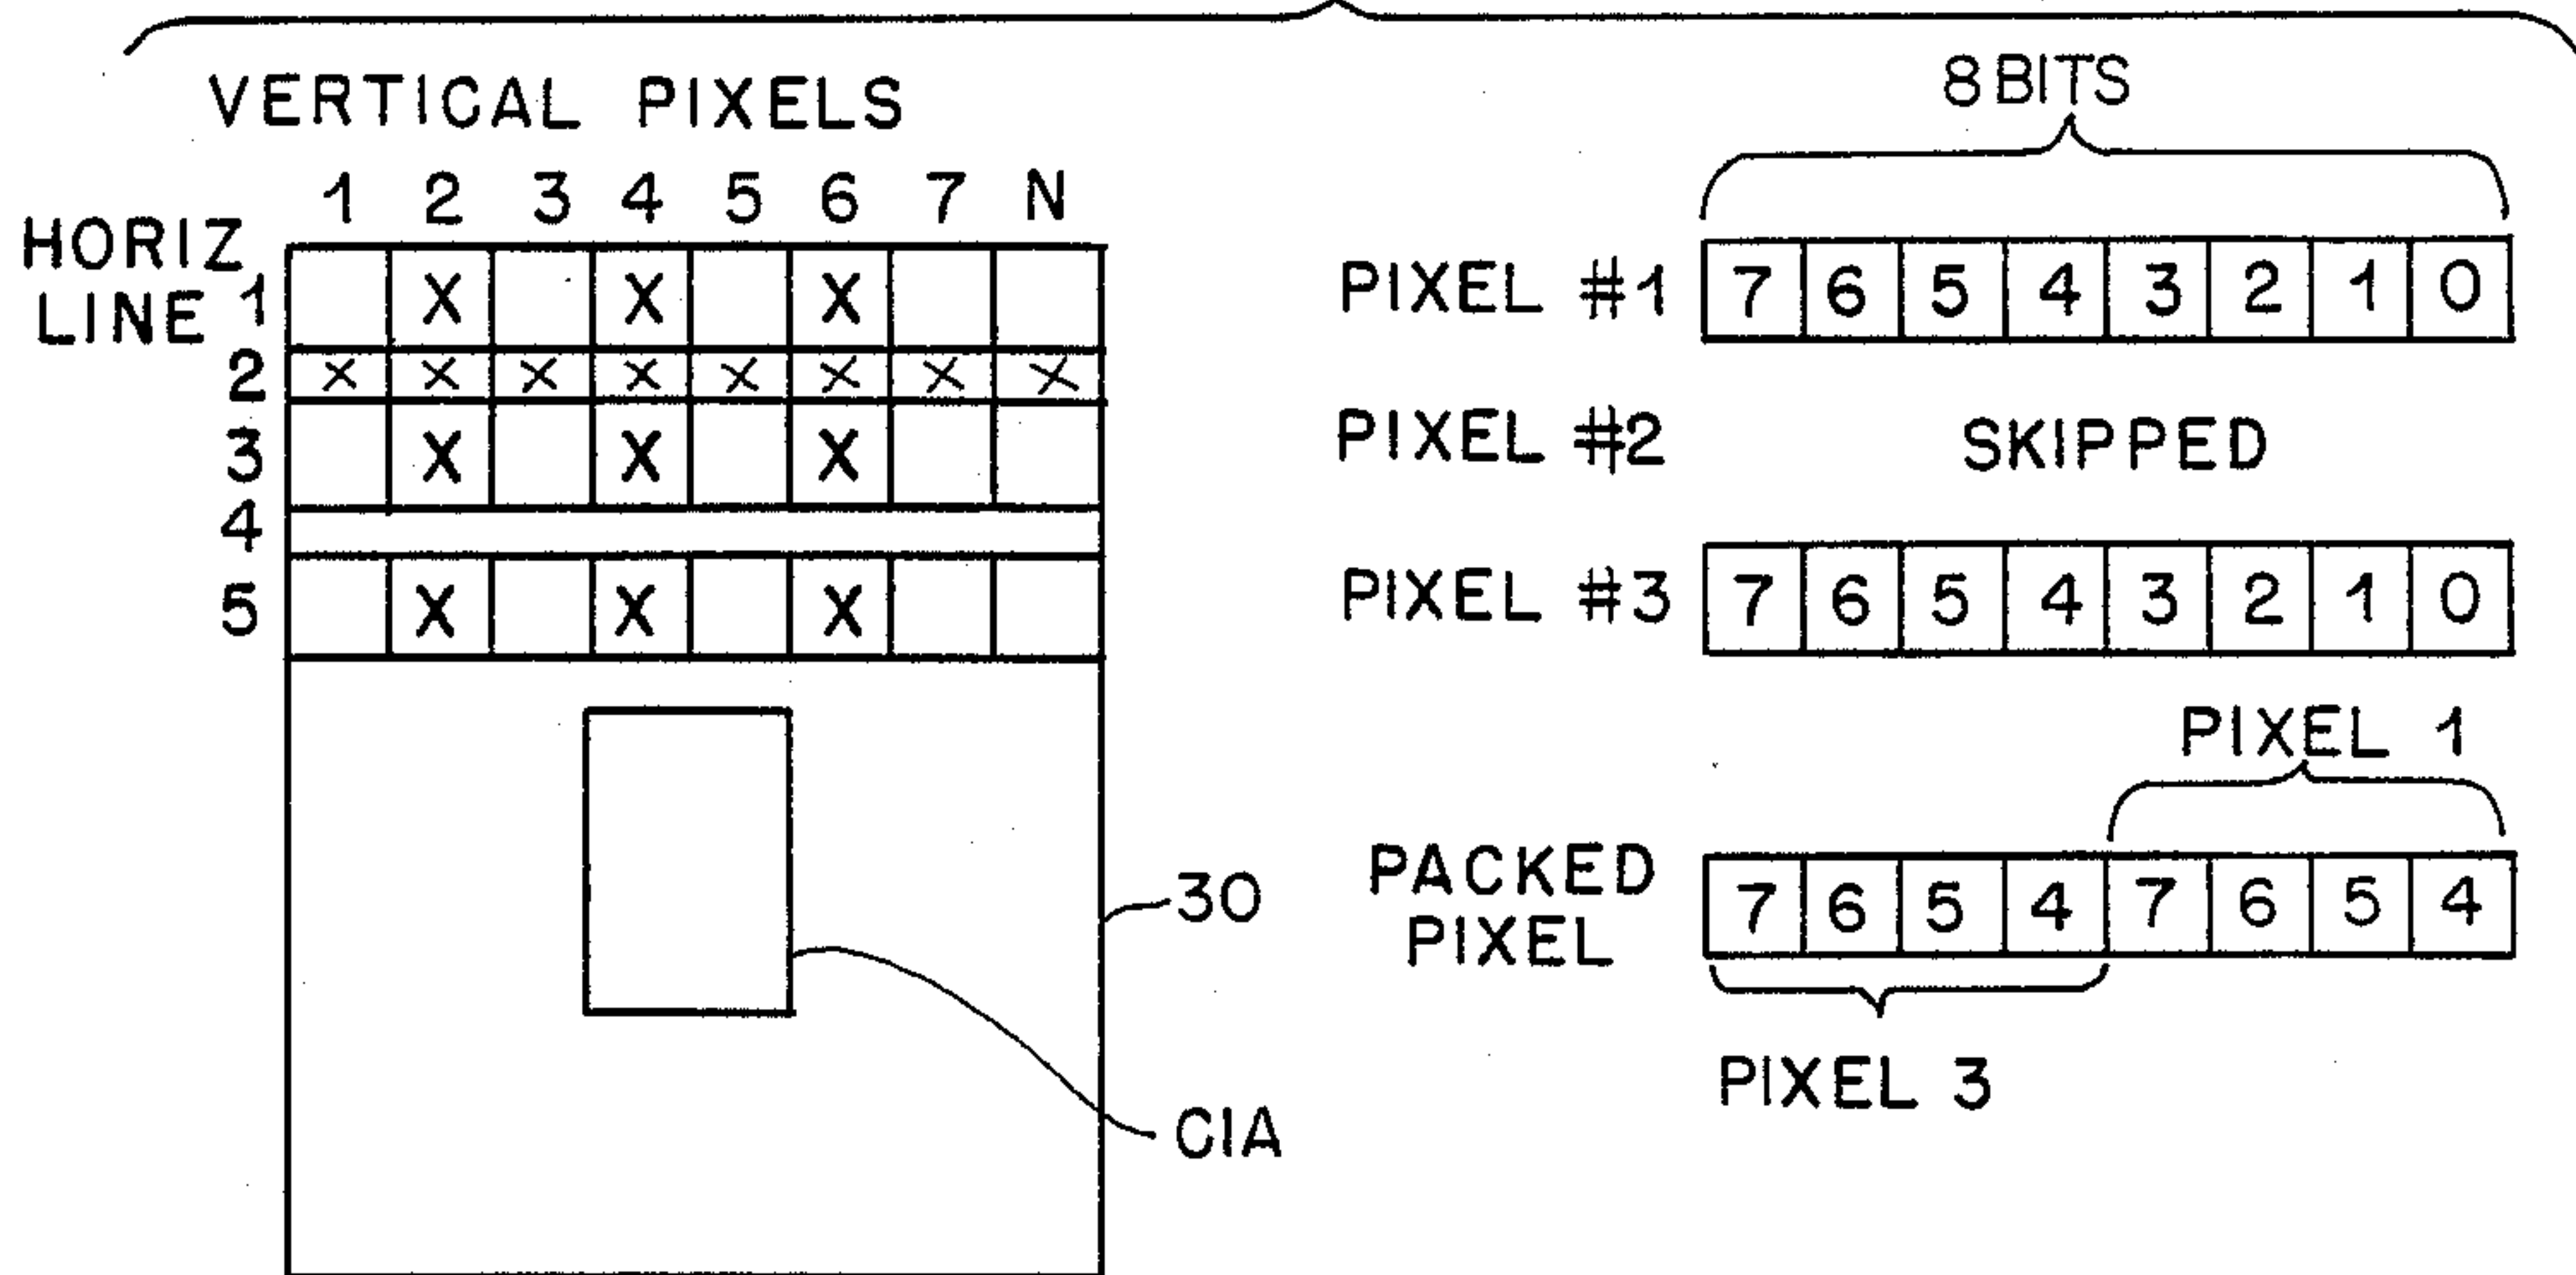 VERTICAL PIXELS
1 2 3 4 5 6 7 N
HORIZ
LINE 1 X X X
2 X X X X X X X X
3 X X X
4
5 X X X
30
CIA
8 BITS
PIXEL #1 7 6 5 4 3 2 1 0
PIXEL #2 SKIPPED
PIXEL #3 7 6 5 4 3 2 1 0
PIXEL 1
PACKED
PIXEL 7 6 5 4 7 6 5 4
PIXEL 3